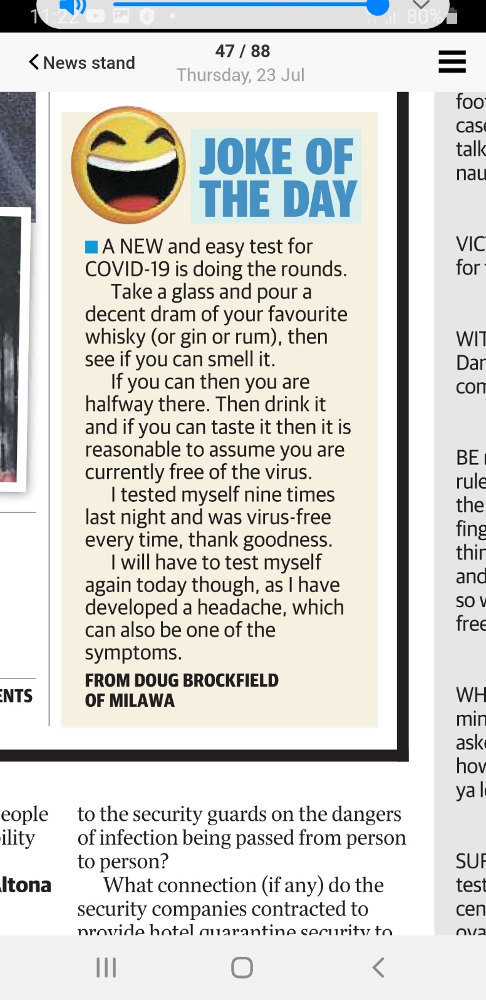 11:22
80%
News stand
47 / 88
Thursday, 23 Jul
JOKE OF
THE DAY
A NEW and easy test for
COVID-19 is doing the rounds.
Take a glass and pour a
decent dram of your favourite
whisky (or gin or rum), then
see if you can smell it.
If you can then you are
halfway there. Then drink it
and if you can taste it then it is
reasonable to assume you are
currently free of the virus.
I tested myself nine times
last night and was virus-free
every time, thank goodness.
I will have to test myself
again today though, as I have
developed a headache, which
can also be one of the
symptoms.
FROM DOUG BROCKFIELD
OF MILAWA
ENTS
eople
ility
ltona
to the security guards on the dangers
of infection being passed from person
to person?
What connection (if any) do the
security companies contracted to
provide hotel quarantine security to
foot
case
talk
nau
VIC
for
WIT
Dan
com
BE
rule
the
fing
thin
and
so w
free
WH
min
aske
how
ya le
SUR
test
cen
ova